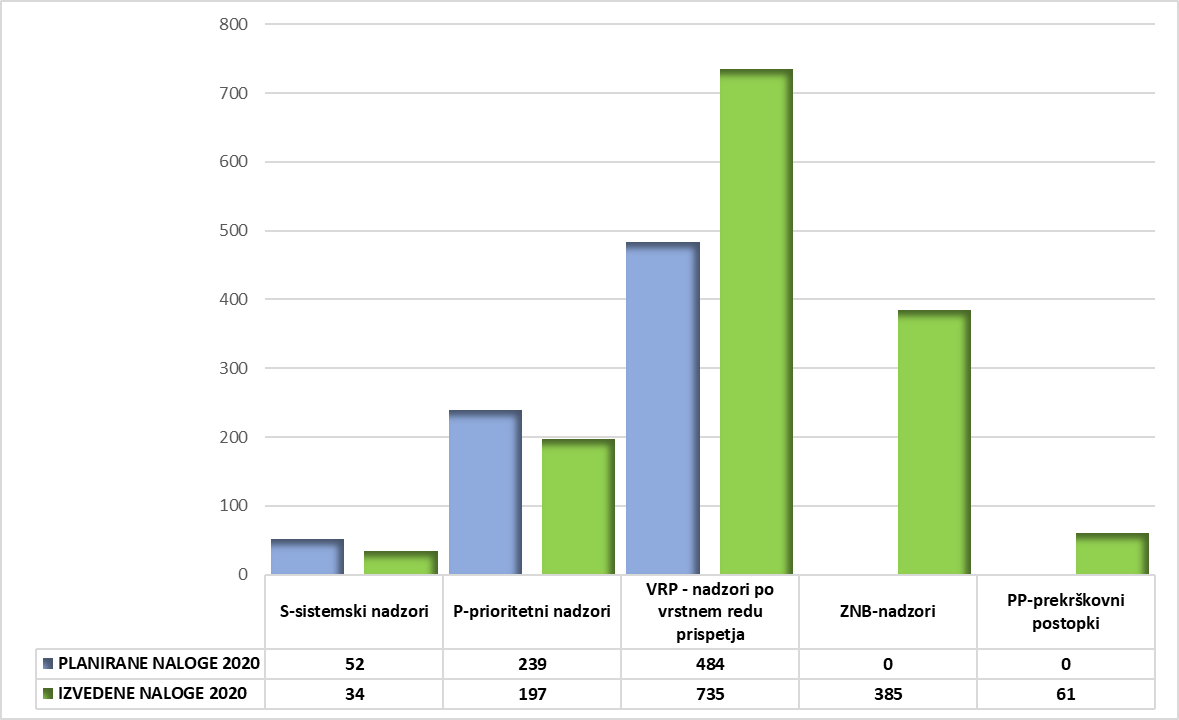 800
700
600
500
400
300
200
100
0
S-sistemski nadzori
P-prioritetni nadzori
VRP - nadzori po
vrstnem redu
prispetja
ZNB-nadzori
PP-prekrškovni
postopki
PLANIRANE NALOGE 2020 52 239 484 0 0
IZVEDENE NALOGE 2020 34 197 735 385 61